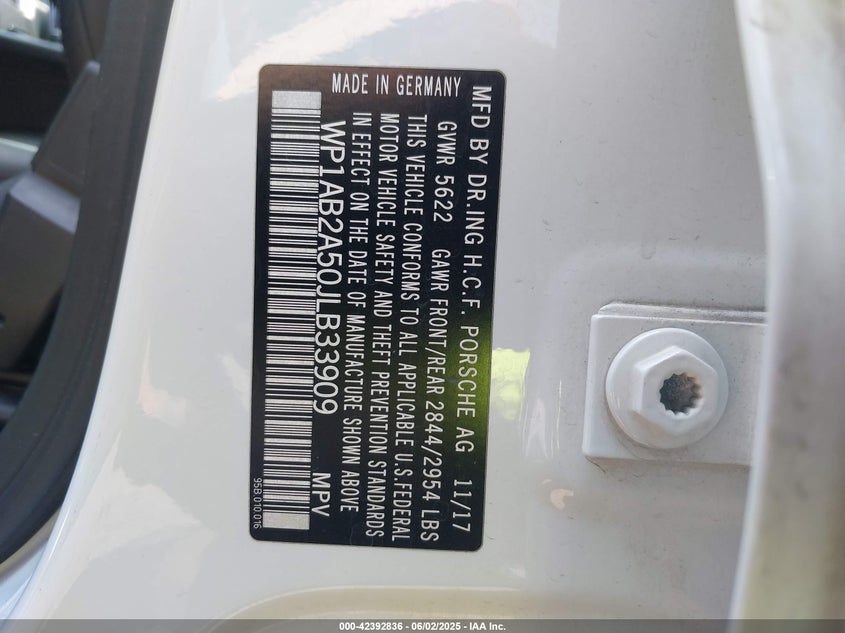 MFD BY DR.ING H.C.F. PORSCHE AG 11/17
MADE IN GERMANY
GVWR 5622 GAWR FRONT/REAR 2844/2954 LBS
THIS VEHICLE CONFORMS TO ALL APPLICABLE U.S.FEDERAL
MOTOR VEHICLE SAFETY AND THEFT PREVENTION STANDARDS
IN EFFECT ON THE DATE OF MANUFACTURE SHOWN ABOVE
WP1AB2A50JLB33909 MPV
95B.010.016
000-42392836 - 06/02/2025 - IAA Inc.